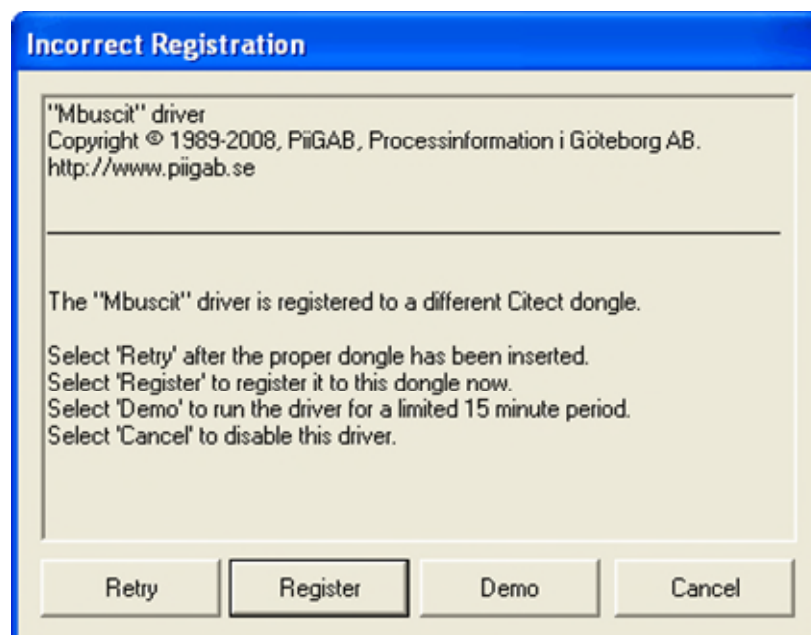 Incorrect Registration
"Mbuscit" driver
Copyright © 1989-2008, PiiGAB, Processinformation i Göteborg AB.
http://www.piigab.se
The "Mbuscit" driver is registered to a different Citect dongle.
Select 'Retry' after the proper dongle has been inserted.
Select 'Register' to register it to this dongle now.
Select 'Demo' to run the driver for a limited 15 minute period.
Select 'Cancel' to disable this driver.
Retry Register Demo Cancel